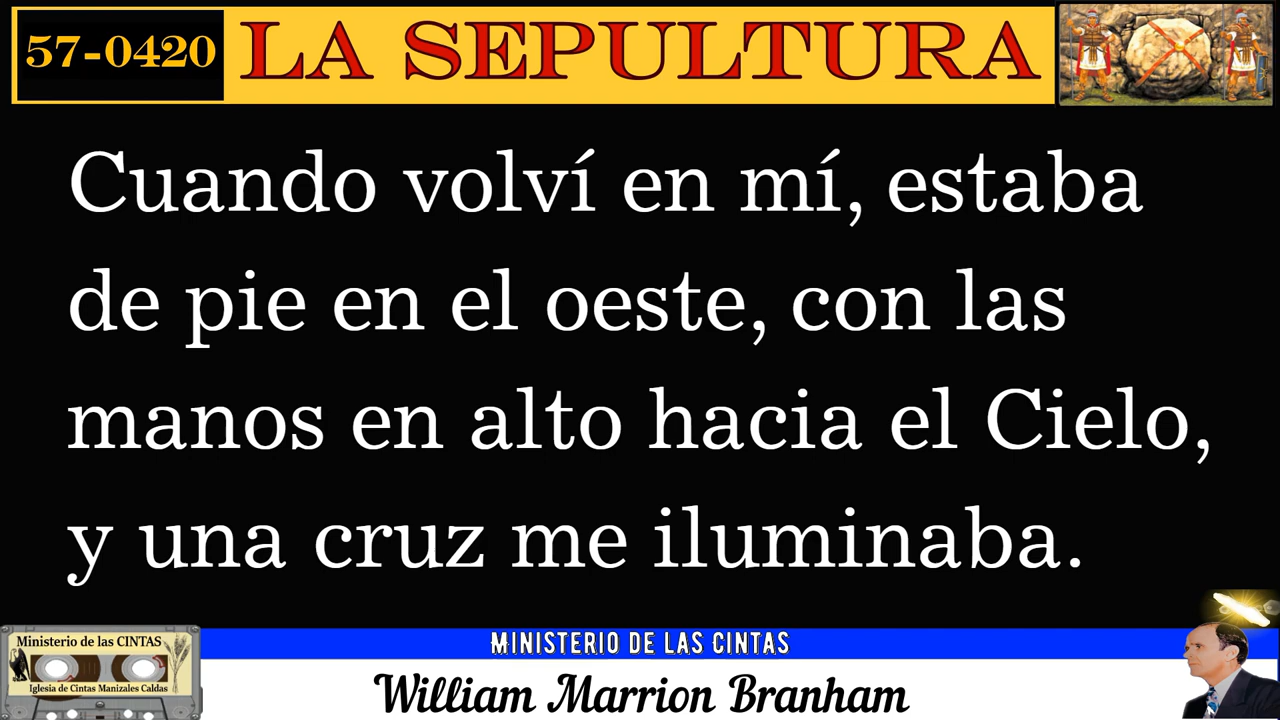 57-0420 LA SEPULTURA
Cuando volví en mí, estaba
de pie en el oeste, con las
manos en alto hacia el Cielo,
y una cruz me iluminaba.
Ministerio de las CINTAS
Iglesia de Cintas Manizales Caldas
MINISTERIO DE LAS CINTAS
William Marrion Branham